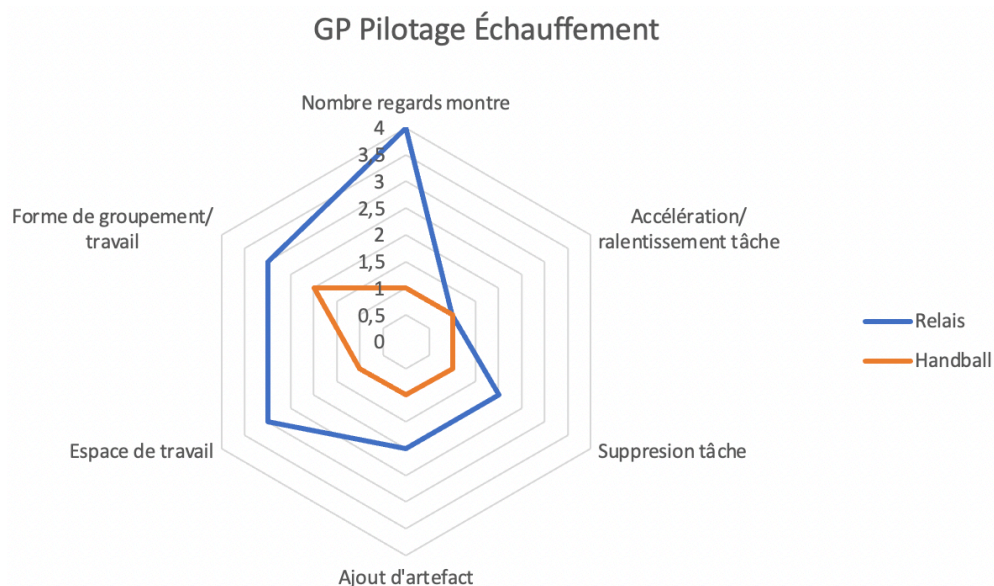 GP Pilotage Échauffement
Nombre regards montre
4
3,5
3
2,5
2
1,5
1
0,5
0
Accélération/
ralentissement tâche
Suppresion tâche
Ajout d'artefact
Espace de travail
Forme de groupement/
travail
Relais
Handball